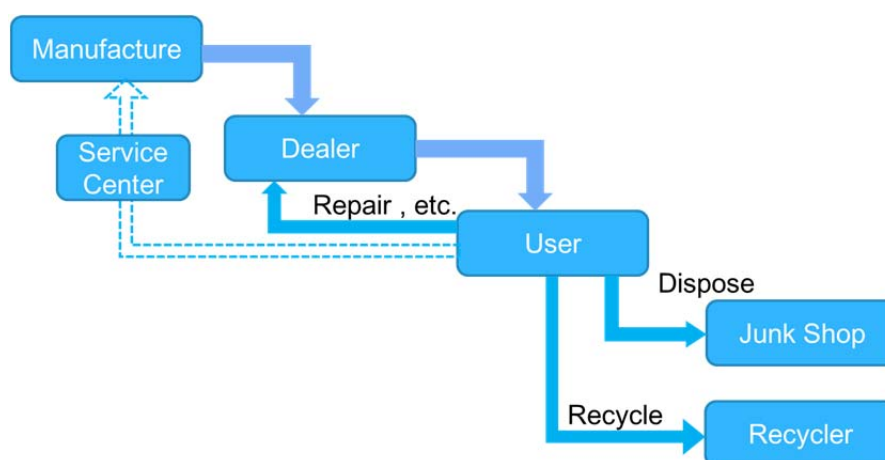 Manufacture
Service
Center
Dealer
Repair , etc.
User
Dispose
Junk Shop
Recycle
Recycler